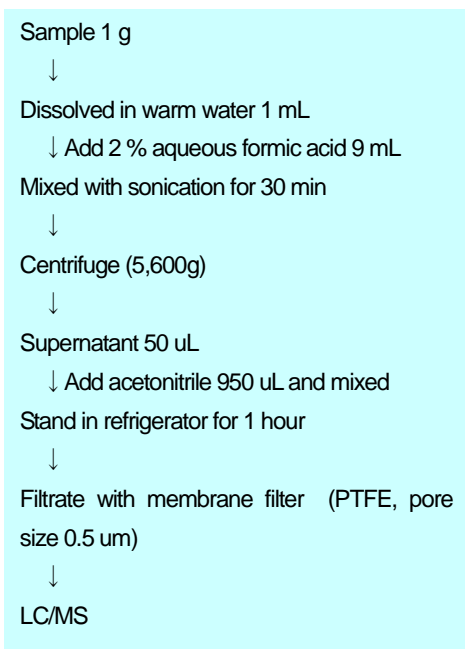 Sample 1 g
↓
Dissolved in warm water 1 mL
↓ Add 2 % aqueous formic acid 9 mL
Mixed with sonication for 30 min
↓
Centrifuge (5,600g)
↓
Supernatant 50 uL
↓ Add acetonitrile 950 uL and mixed
Stand in refrigerator for 1 hour
↓
Filtrate with membrane filter (PTFE, pore
size 0.5 um)
↓
LC/MS